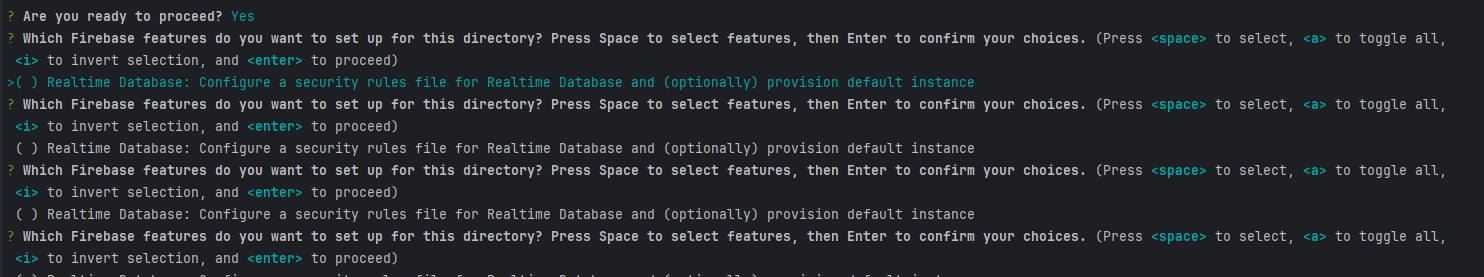 ? Are you ready to proceed? Yes
? Which Firebase features do you want to set up for this directory? Press Space to select features, then Enter to confirm your choices. (Press <space> to select, <a> to toggle all,
<i> to invert selection, and <enter> to proceed)
>( ) Realtime Database: Configure a security rules file for Realtime Database and (optionally) provision default instance
? Which Firebase features do you want to set up for this directory? Press Space to select features, then Enter to confirm your choices. (Press <space> to select, <a> to toggle all,
<i> to invert selection, and <enter> to proceed)
( ) Realtime Database: Configure a security rules file for Realtime Database and (optionally) provision default instance
? Which Firebase features do you want to set up for this directory? Press Space to select features, then Enter to confirm your choices. (Press <space> to select, <a> to toggle all,
<i> to invert selection, and <enter> to proceed)
( ) Realtime Database: Configure a security rules file for Realtime Database and (optionally) provision default instance
? Which Firebase features do you want to set up for this directory? Press Space to select features, then Enter to confirm your choices. (Press <space> to select, <a> to toggle all,
<i> to invert selection, and <enter> to proceed)